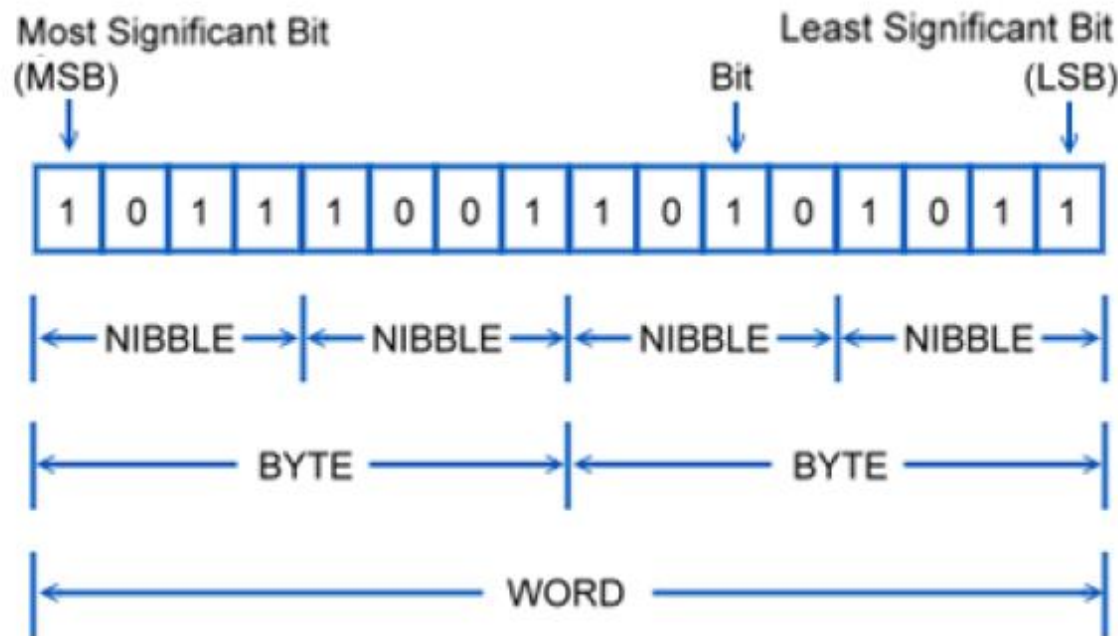 Most Significant Bit
(MSB)
Least Significant Bit
(LSB)
Bit
1 0 1 1 1 0 0 1 1 0 1 0 1 0 1 1
NIBBLE NIBBLE NIBBLE NIBBLE
BYTE BYTE
WORD